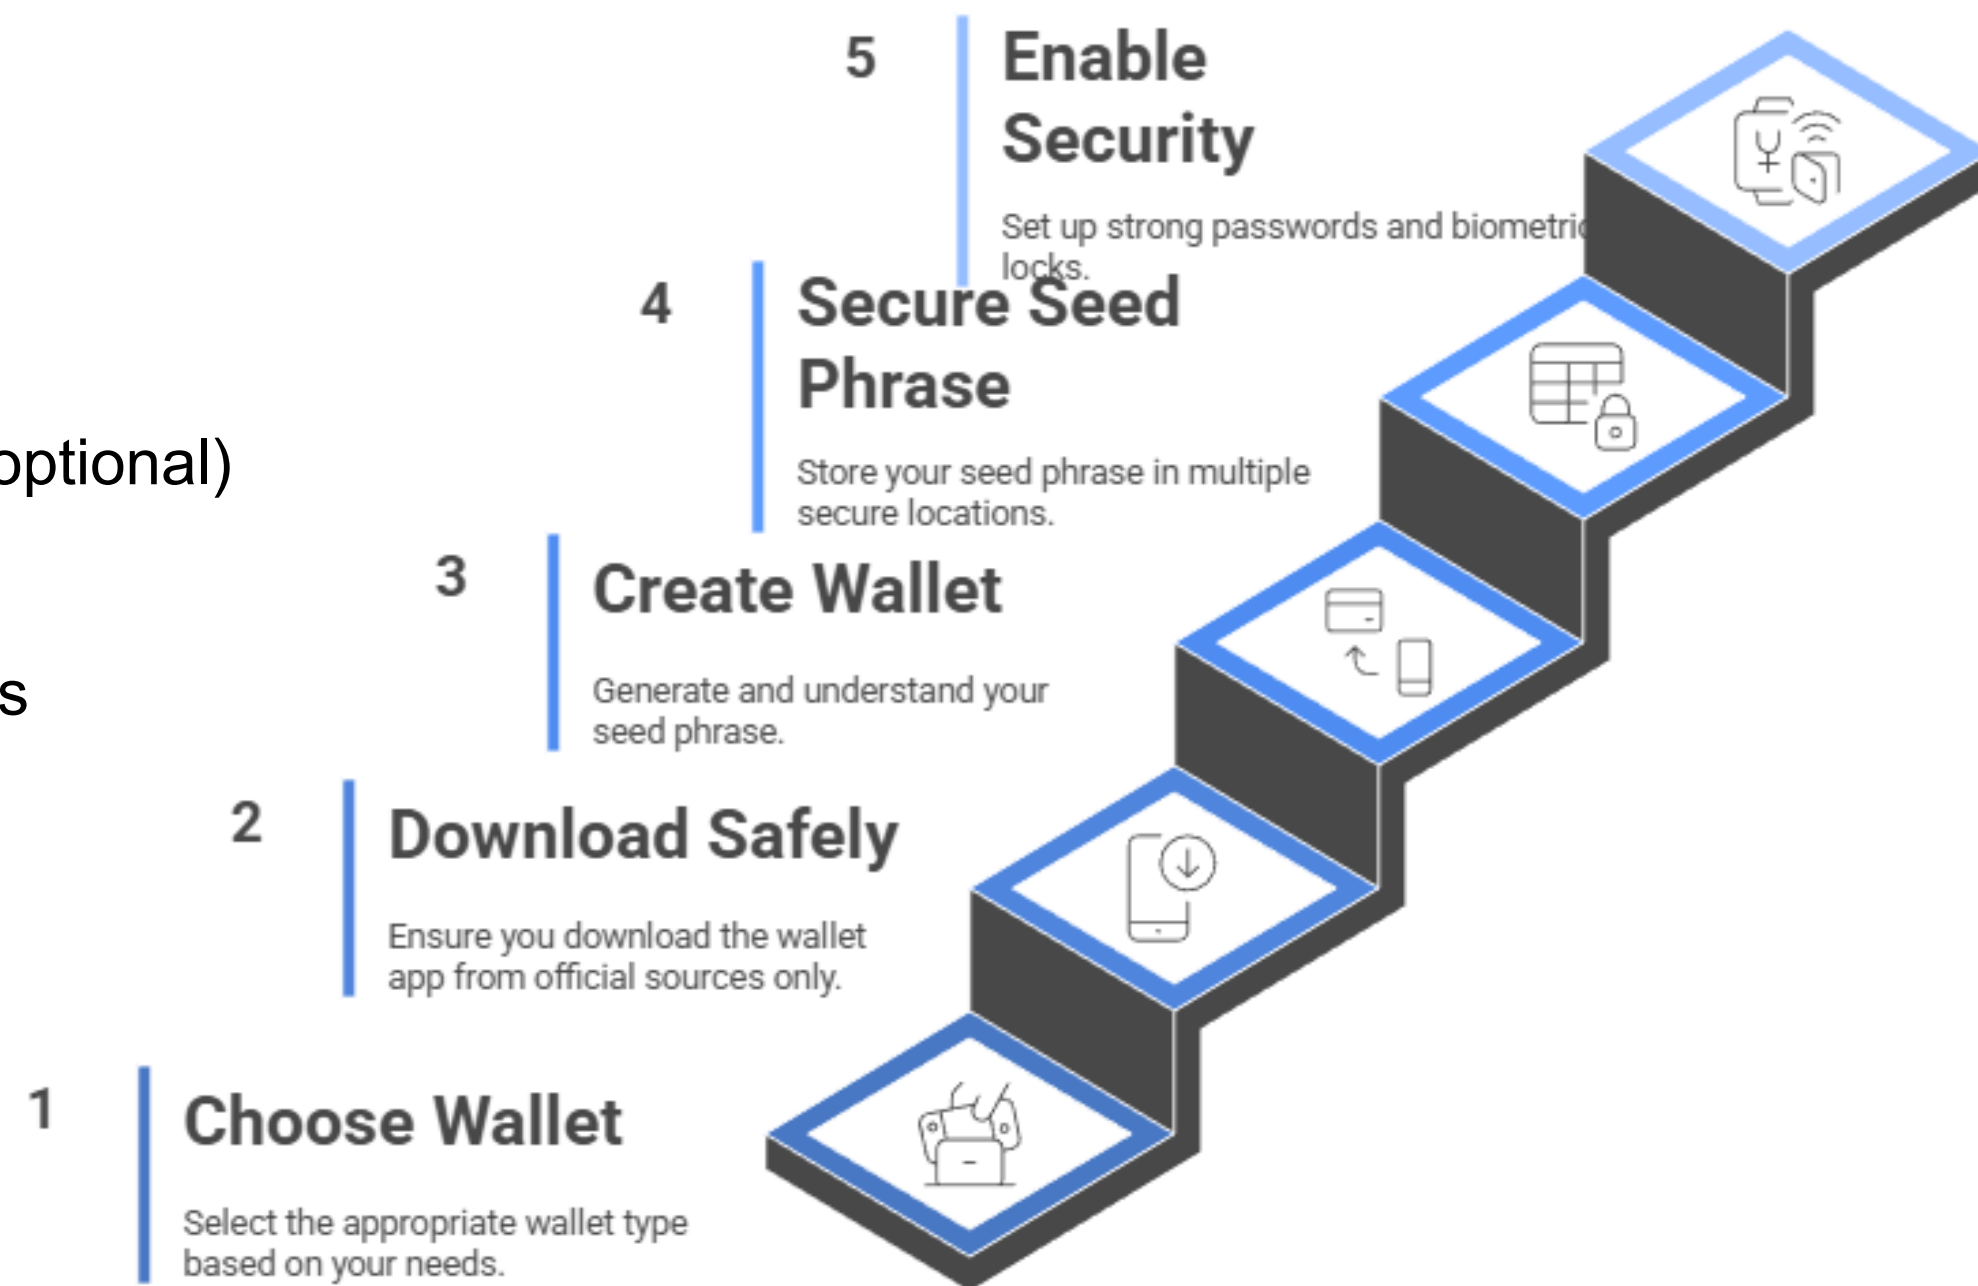 5
Enable
Security
Set up strong passwords and biometric
locks.
4
Secure Seed
Phrase
Store your seed phrase in multiple
secure locations.
optional)
3
Create Wallet
Generate and understand your
seed phrase.
s
2
Download Safely
Ensure you download the wallet
app from official sources only.
1
Choose Wallet
Select the appropriate wallet type
based on your needs.